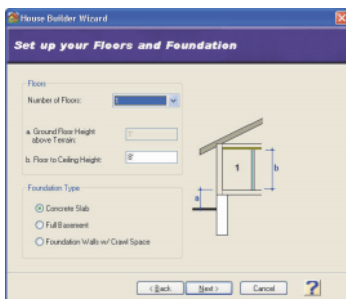 House Builder Wizard
Set up your Floors and Foundation
Floors
Number of Floors:
1
a. Ground Floor Height
above Terrain:
1'
b. Floor to Ceiling Height:
8'
1
b
a
Foundation Type
Concrete Slab
Full Basement
Foundation Walls w/ Crawl Space
< Back
Next >
Cancel
?